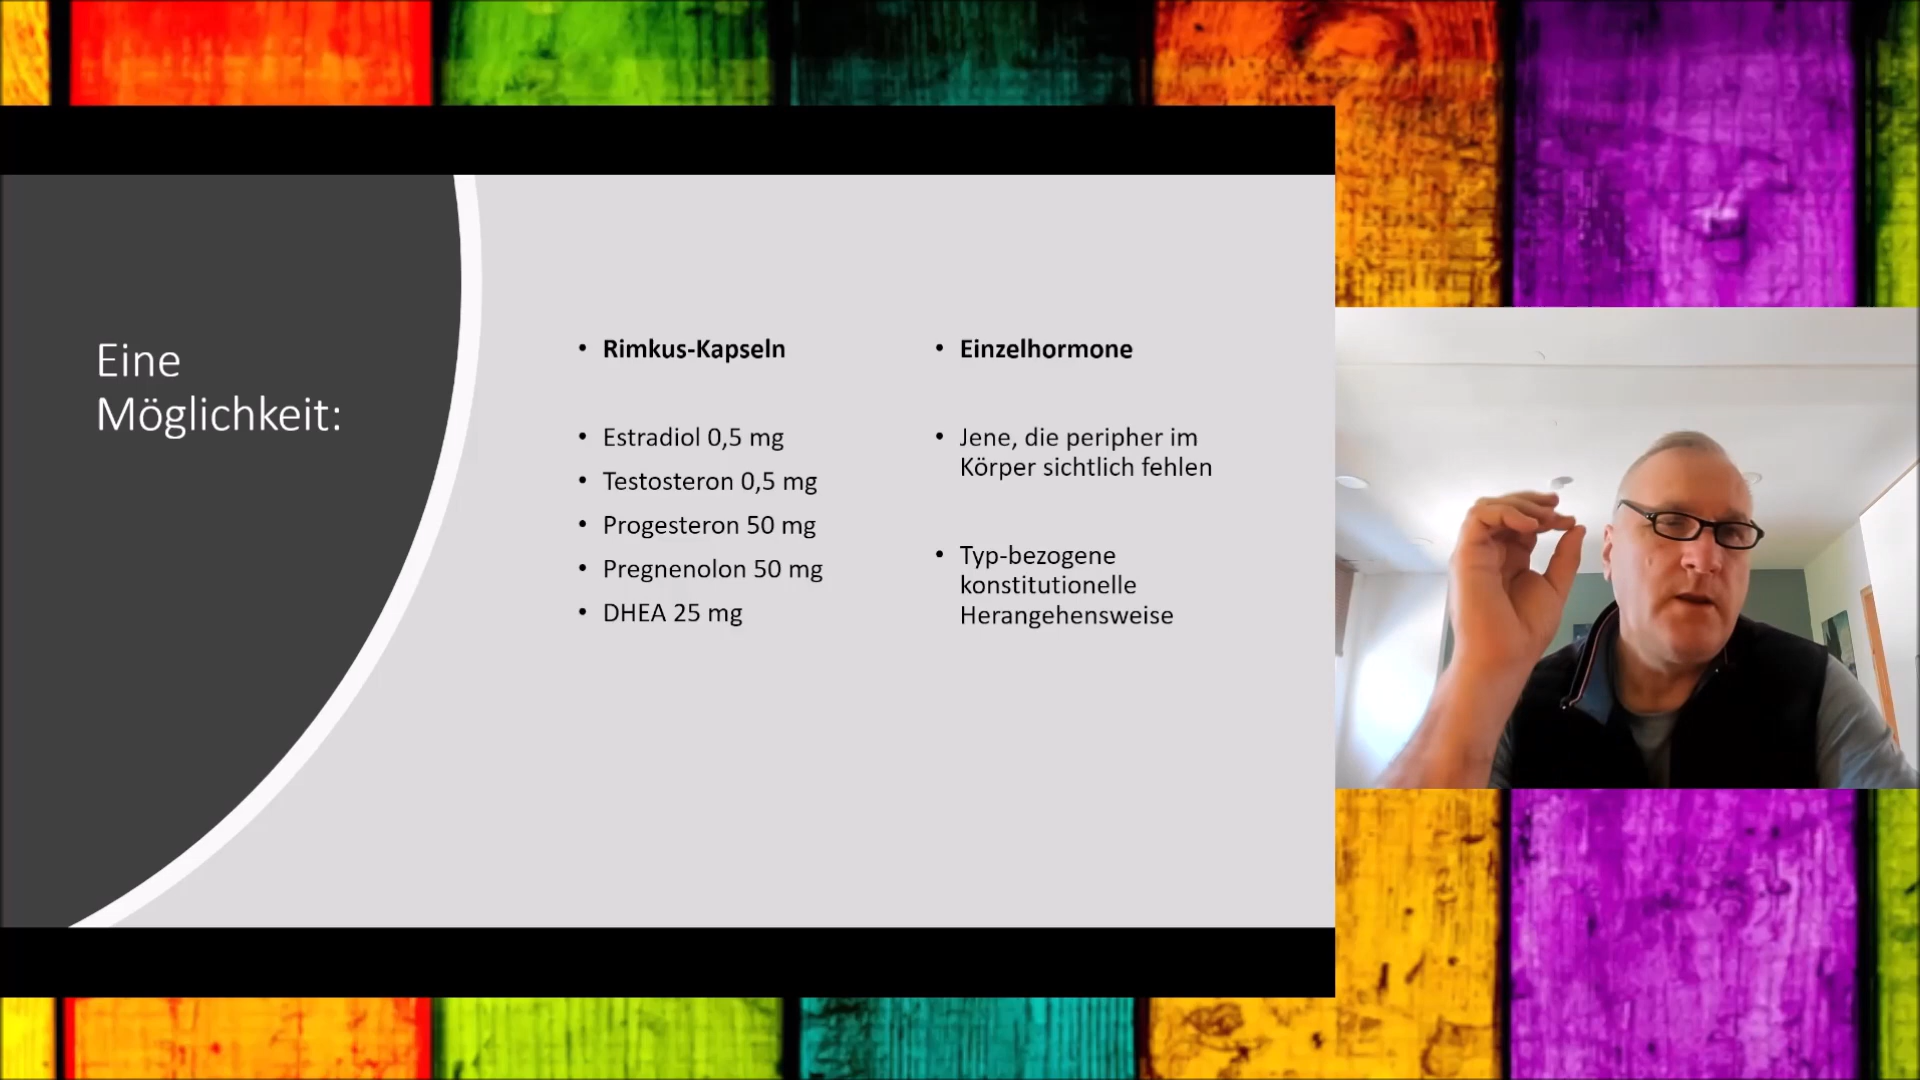 Eine
Möglichkeit:
• Rimkus-Kapseln
• Estradiol 0,5 mg
• Testosteron 0,5 mg
• Progesteron 50 mg
• Pregnenolon 50 mg
• DHEA 25 mg
• Einzelhormone
• Jene, die peripher im
Körper sichtlich fehlen
• Typ-bezogene
konstitutionelle
Herangehensweise